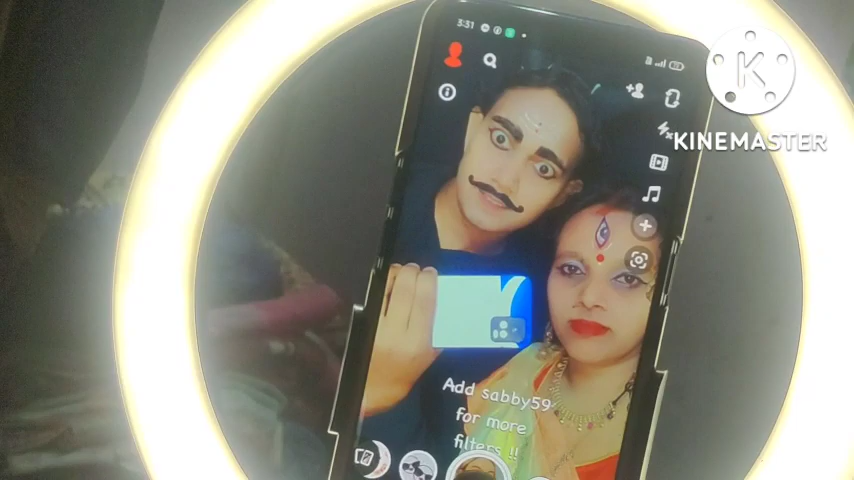 3:31
KINEMASTER
Add sabby59
for more
filters !!